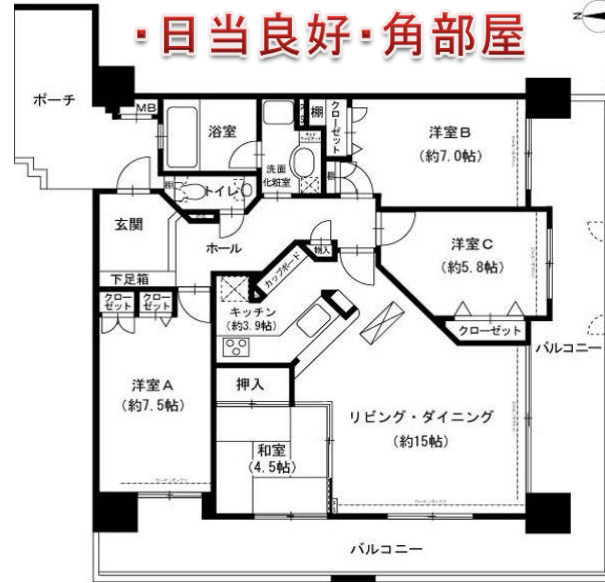 ・日当良好・角部屋
N
ポーチ
MB
浴室
洗面
化粧室
PS
棚
クローゼット
洋室B
(約7.0帖)
棚
トイレ
玄関
ホール
物入
洋室C
(約5.8帖)
下足箱
カップボード
クローゼット
クローゼット
キッチン
(約3.9帖)
クローゼット
バルコニー
洋室A
(約7.5帖)
押入
リビング・ダイニング
(約15帖)
和室
(4.5帖)
バルコニー